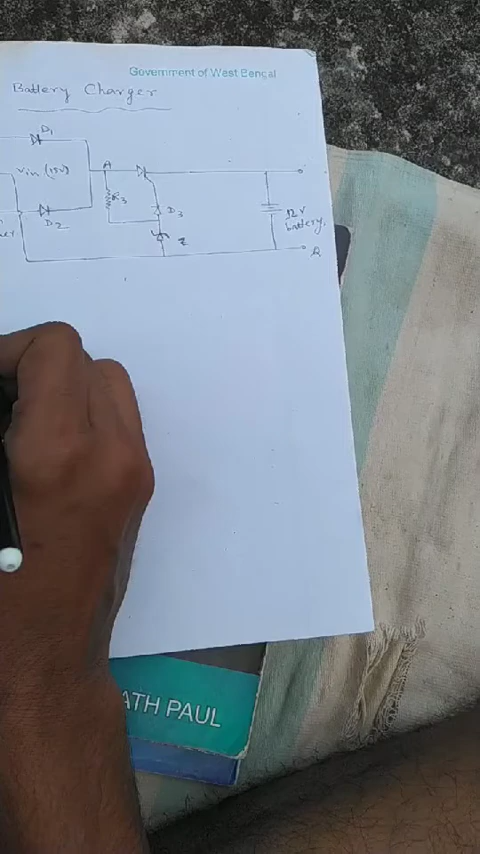 Government of West Bengal
Battery Charger
D1
A
Vin (15V)
R3
D2
D3
Z
12V
battery.
ATH PAUL